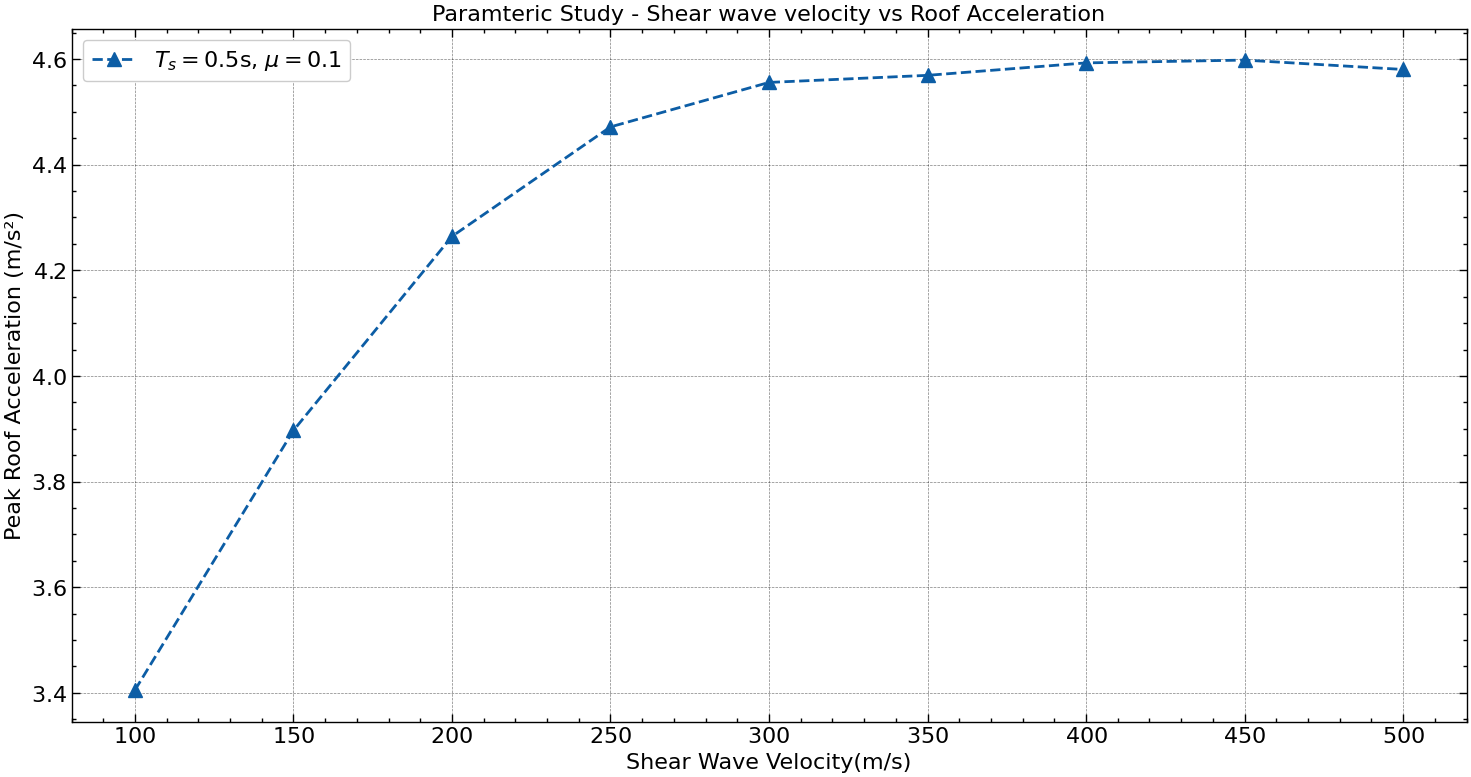 Paramteric Study - Shear wave velocity vs Roof Acceleration
Tₛ = 0.5s, μ = 0.1
Peak Roof Acceleration (m/s²)
4.6
4.4
4.2
4.0
3.8
3.6
3.4
100 150 200 250 300 350 400 450 500
Shear Wave Velocity(m/s)